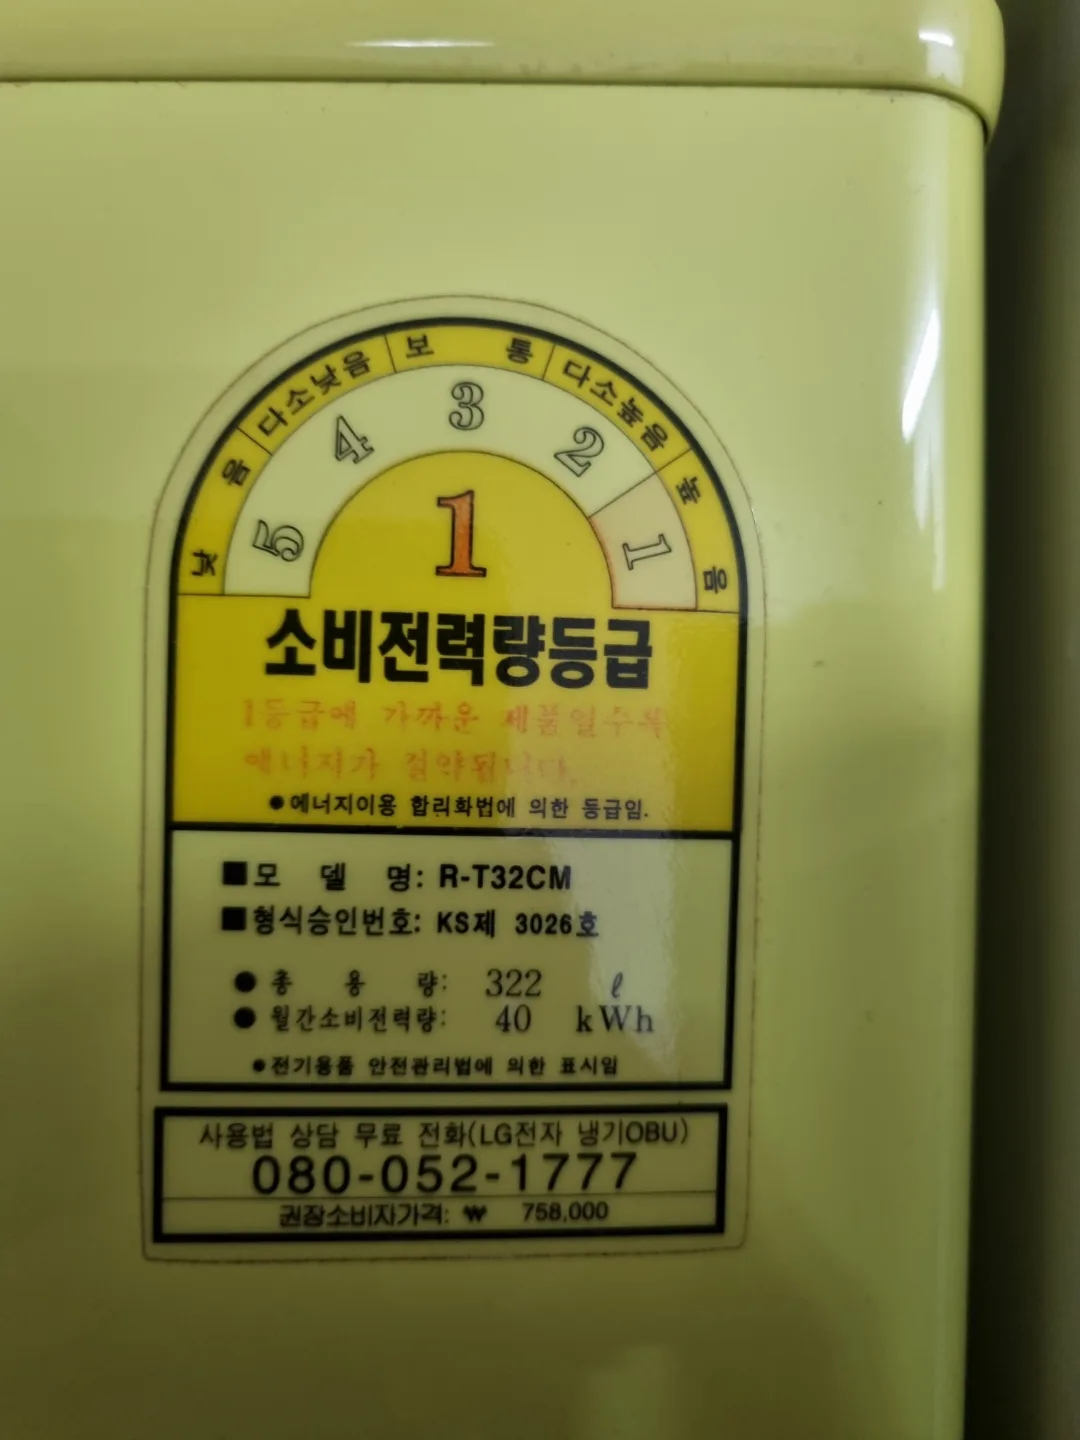 낮음 다소낮음 보통 다소높음 높음
5 4 3 2 1
1
소비전력량등급
1등급에 가까운 제품일수록
에너지가 절약됩니다.
●에너지이용 합리화법에 의한 등급임.
■모 델 명: R-T32CM
■형식승인번호: KS제 3026호
● 총 용 량: 322 ℓ
● 월간소비전력량: 40 kWh
●전기용품 안전관리법에 의한 표시임
사용법 상담 무료 전화(LG전자 냉기OBU)
080-052-1777
권장소비자가격: ₩ 758,000